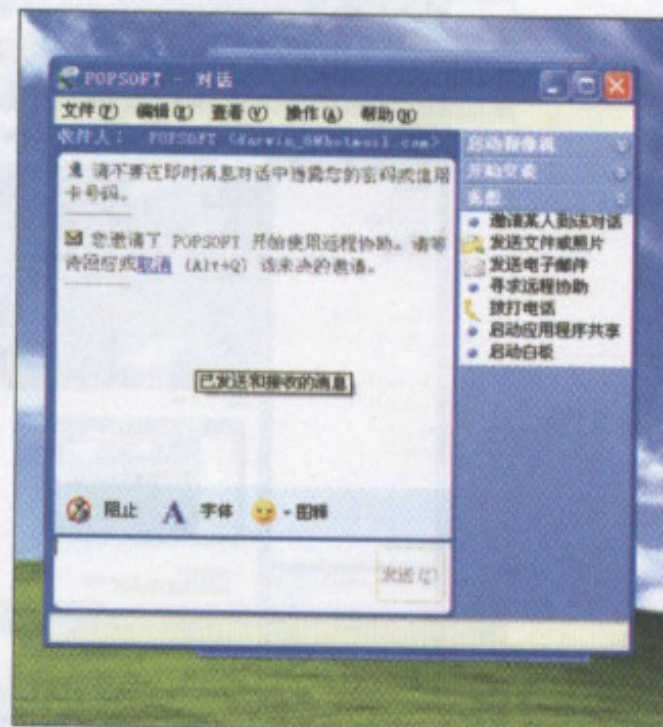 POPSOFT - 对话
文件(F) 编辑(E) 查看(V) 操作(A) 帮助(H)
收件人: POPSOFT
请不要在即时消息对话中透露您的密码或信用
卡号码。
您邀请了 POPSOFT 开始使用远程协助。请等
待回应或取消 (Alt+Q) 该未决的邀请。
已发送和接收的消息
阻止 A 字体 图释
发送(S)
启动摄像机
开始交谈
我想...
邀请某人到该对话
发送文件或照片
发送电子邮件
寻求远程协助
拨打电话
启动应用程序共享
启动白板